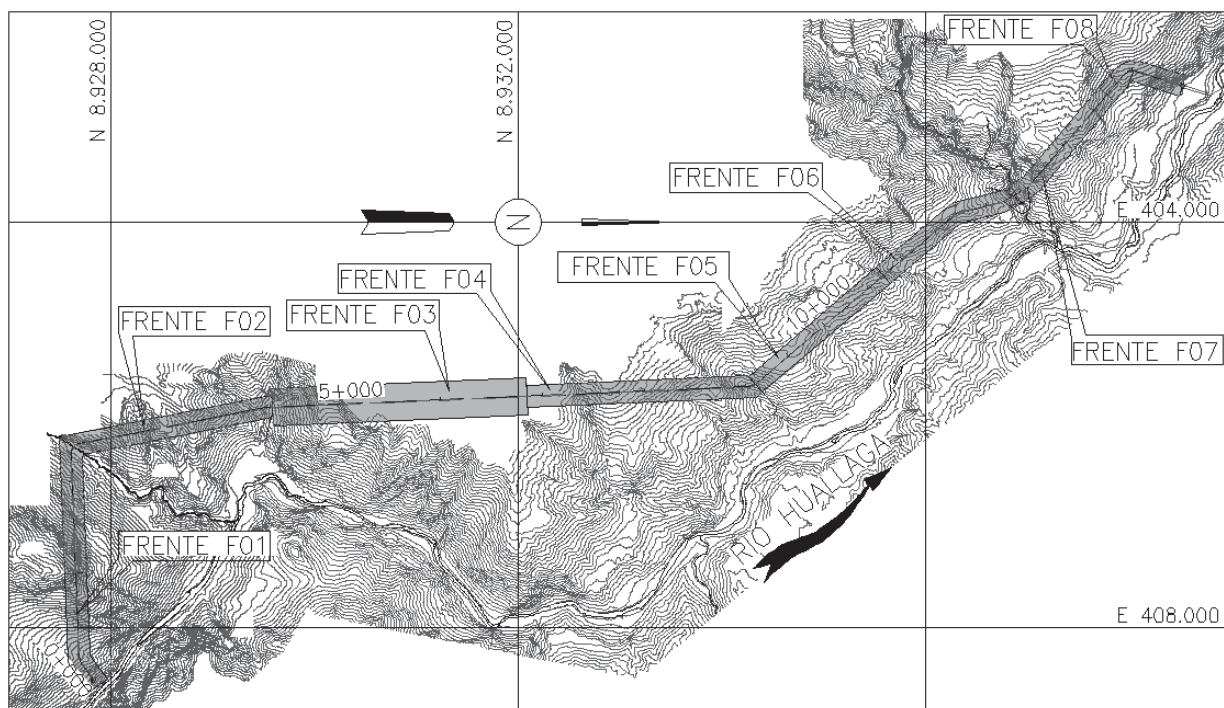 N 8.928.000
N 8.932.000
FRENTE F08
FRENTE F06
E 404.000
N
FRENTE F05
FRENTE F04
10+000
FRENTE F03
FRENTE F02
FRENTE F07
5+000
RIO HUALLAGA
FRENTE F01
E 408.000